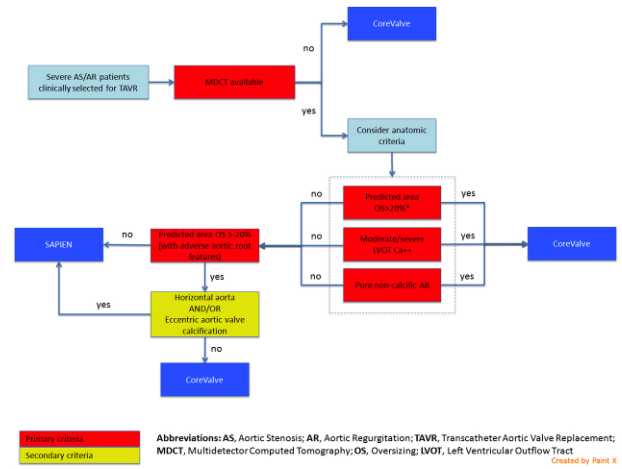 CoreValve
no
Severe AS/AR patients
clinically selected for TAVR
MDCT available
yes
Consider anatomic
criteria
no
Predicted area
OS>20%*
yes
SAPIEN
no
Predicted area OS 5-20%
(with adverse aortic root
features)
no
Moderate/severe
LVOT Ca++
yes
CoreValve
yes
no
Pure non-calcific AR
yes
yes
Horizontal aorta
AND/OR
Eccentric aortic valve
calcification
no
CoreValve
Primary criteria
Secondary criteria
Abbreviations: AS, Aortic Stenosis; AR, Aortic Regurgitation; TAVR, Transcatheter Aortic Valve Replacement;
MDCT, Multidetector Computed Tomography; OS, Oversizing; LVOT, Left Ventricular Outflow Tract
Created by Paint X